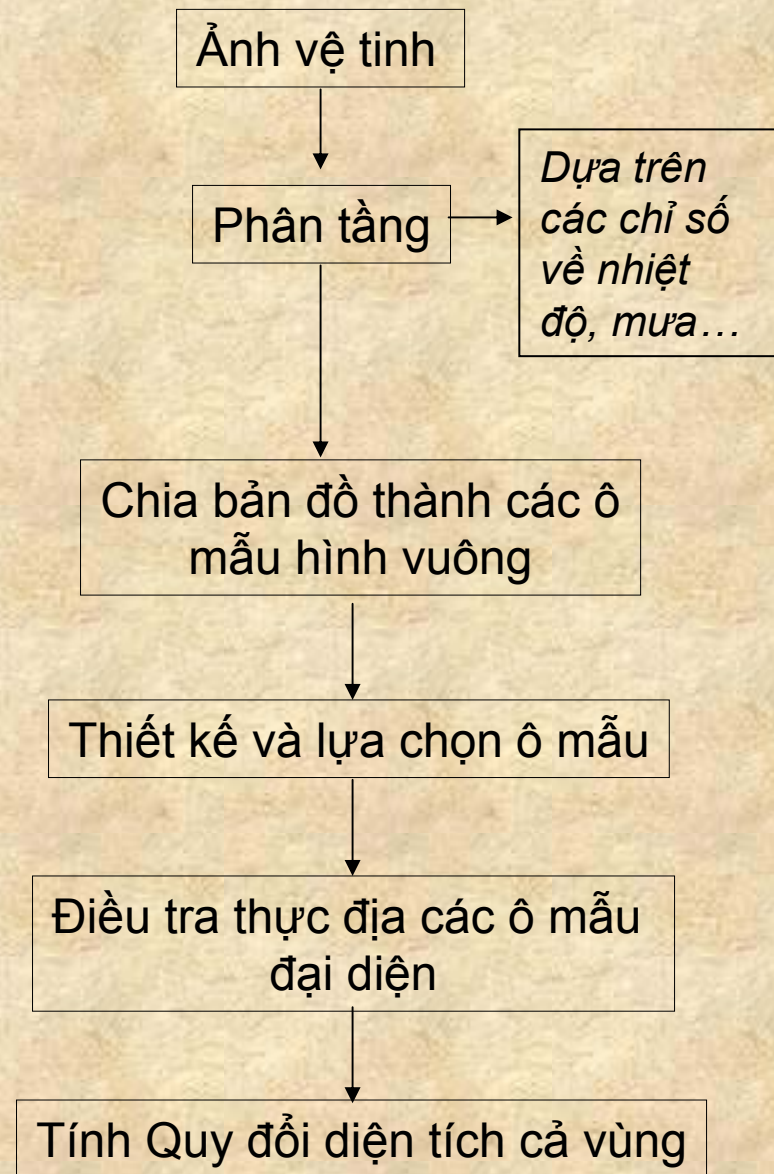 Ảnh vệ tinh
Phân tầng
Dựa trên
các chỉ số
về nhiệt
độ, mưa…
Chia bản đồ thành các ô
mẫu hình vuông
Thiết kế và lựa chọn ô mẫu
Điều tra thực địa các ô mẫu
đại diện
Tính Quy đổi diện tích cả vùng